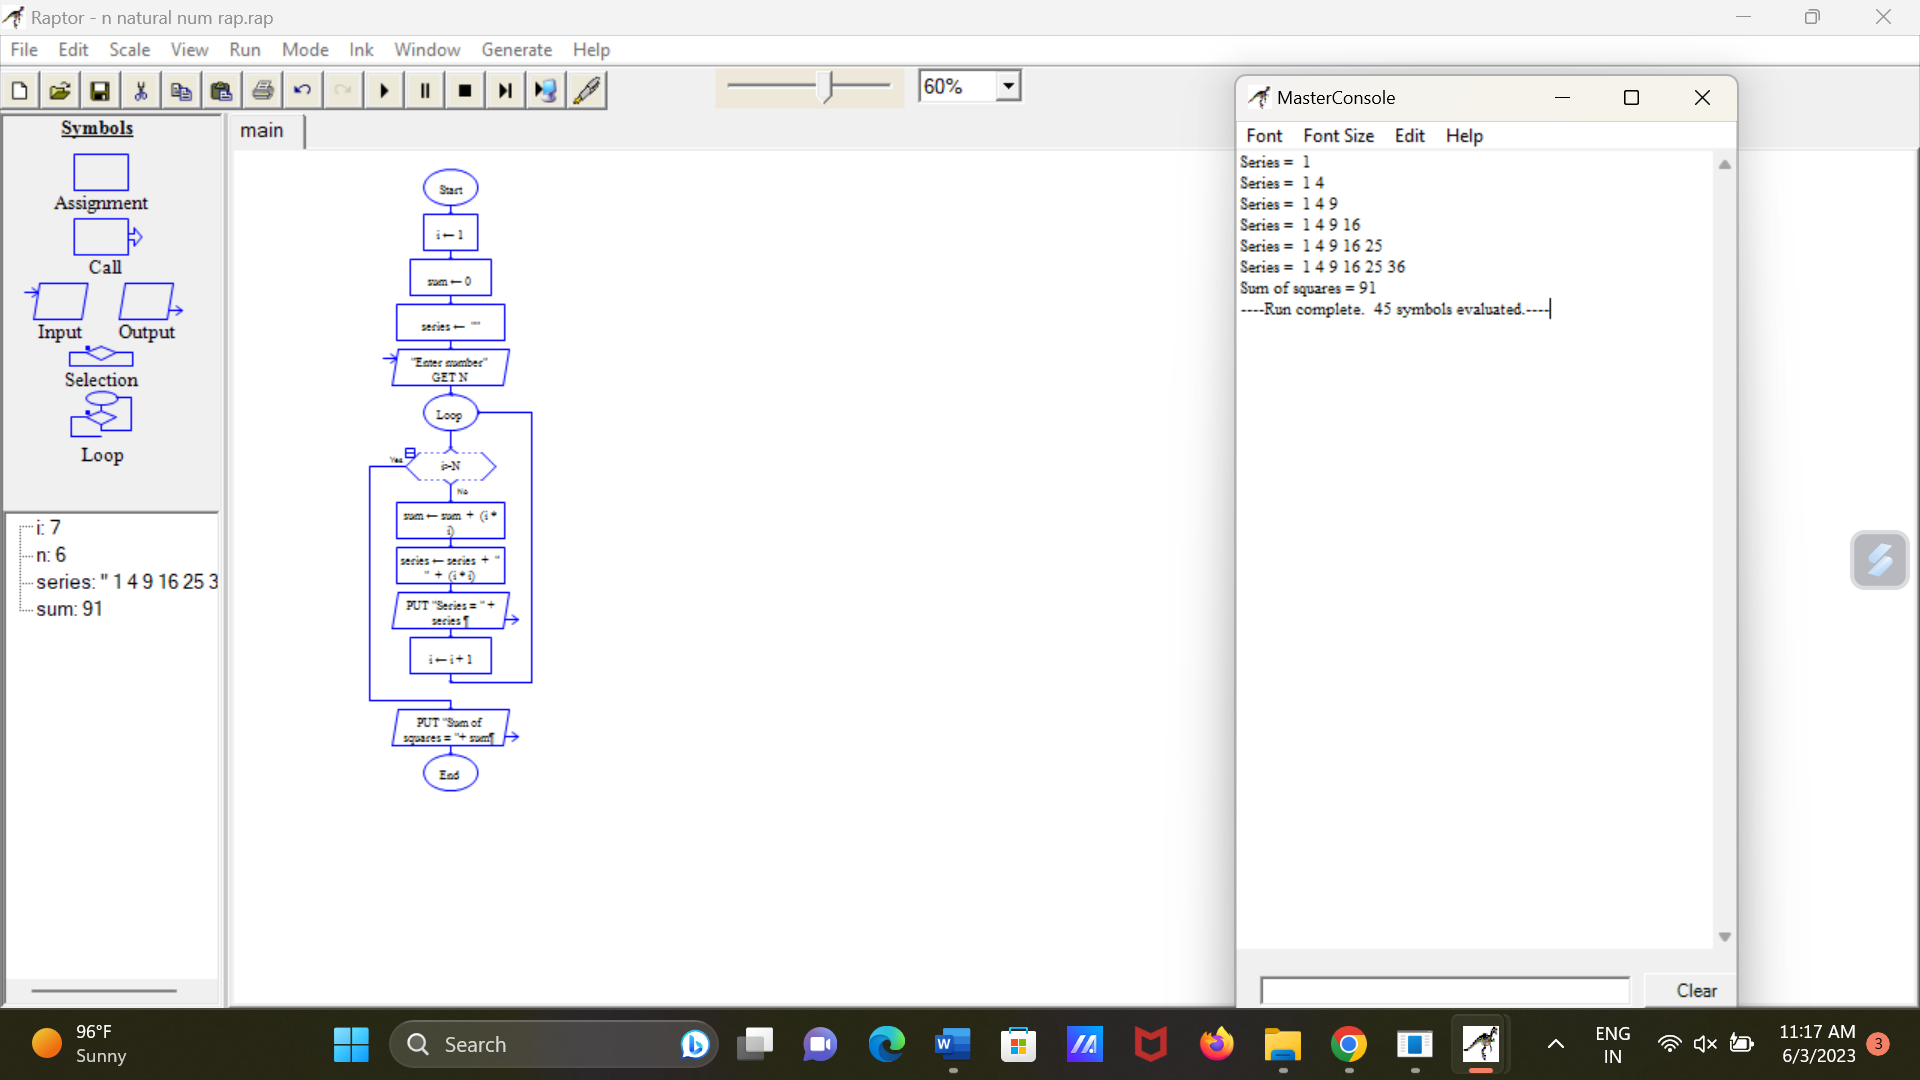 Raptor - n natural num rap.rap
File Edit Scale View Run Mode Ink Window Generate Help
60%
Symbols
Assignment
Call
Input Output
Selection
Loop
i: 7
n: 6
series: " 1 4 9 16 25 3
sum: 91
main
Start
i ← 1
sum ← 0
series ← ""
"Enter number"
GET N
Loop
Yes
i>N
No
sum ← sum + (i *
i)
series ← series + "
" + (i * i)
PUT "Series = " +
series ¶
i ← i + 1
PUT "Sum of
squares = "+ sum¶
End
MasterConsole
Font Font Size Edit Help
Series = 1
Series = 1 4
Series = 1 4 9
Series = 1 4 9 16
Series = 1 4 9 16 25
Series = 1 4 9 16 25 36
Sum of squares = 91
----Run complete. 45 symbols evaluated.----
Clear
96°F
Sunny
Search
ENG
IN
11:17 AM
6/3/2023
3